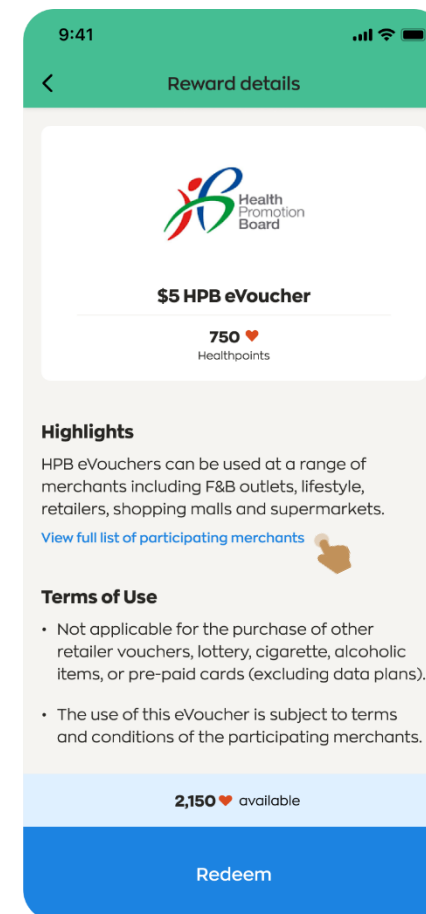 9:41
Reward details
Health
Promotion
Board
$5 HPB eVoucher
750
Healthpoints
Highlights
HPB eVouchers can be used at a range of
merchants including F&B outlets, lifestyle,
retailers, shopping malls and supermarkets.
View full list of participating merchants
Terms of Use
• Not applicable for the purchase of other
retailer vouchers, lottery, cigarette, alcoholic
items, or pre-paid cards (excluding data plans).
• The use of this eVoucher is subject to terms
and conditions of the participating merchants.
2,150 available
Redeem